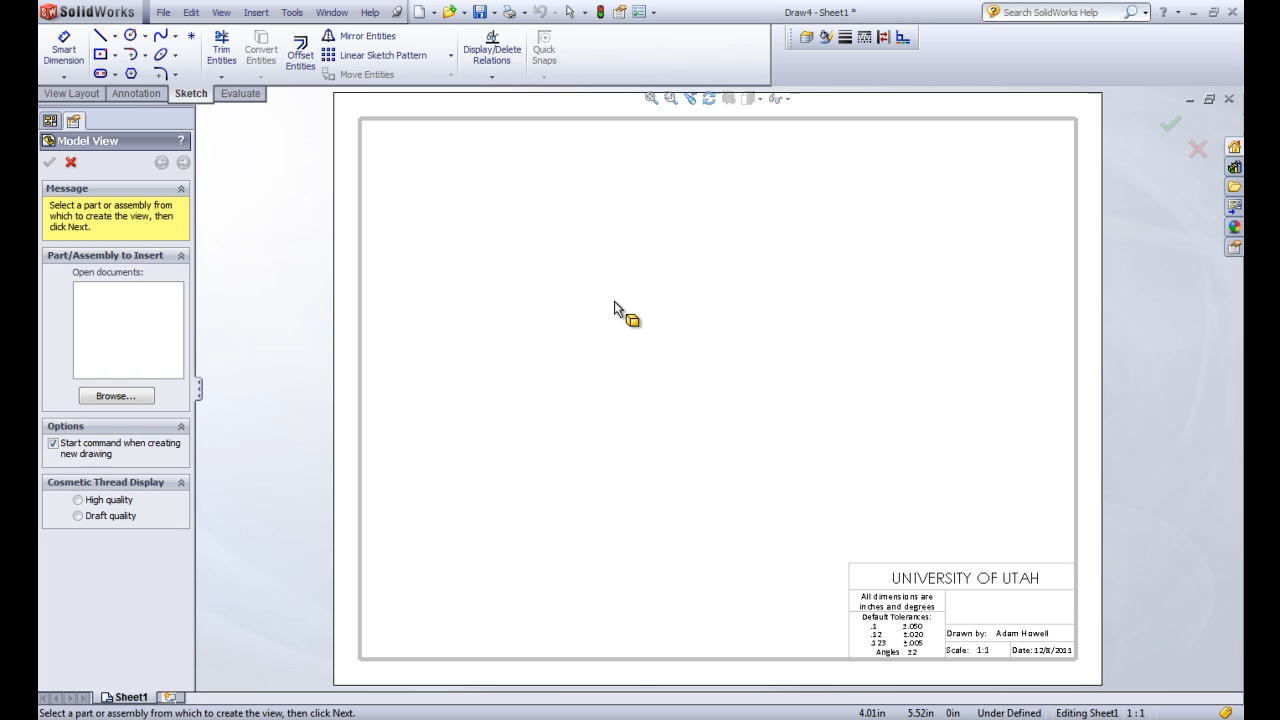 SolidWorks
File
Edit
View
Insert
Tools
Window
Help
Draw4 - Sheet1 *
Search SolidWorks Help
Smart
Dimension
Trim
Entities
Convert
Entities
Offset
Entities
Mirror Entities
Linear Sketch Pattern
Move Entities
Display/Delete
Relations
Quick
Snaps
View Layout
Annotation
Sketch
Evaluate
Model View
?
Message
Select a part or assembly from
which to create the view, then
click Next.
Part/Assembly to Insert
Open documents:
Browse...
Options
Start command when creating
new drawing
Cosmetic Thread Display
High quality
Draft quality
UNIVERSITY OF UTAH
All dimensions are
inches and degrees
Default Tolerances:
.1 ±.050
.12 ±.020
.123 ±.005
Angles ±2
Drawn by: Adam Howell
Scale: 1:1
Date: 12/8/2011
Sheet1
Select a part or assembly from which to create the view, then click Next.
4.01in
5.52in
0in
Under Defined
Editing Sheet1
1 : 1